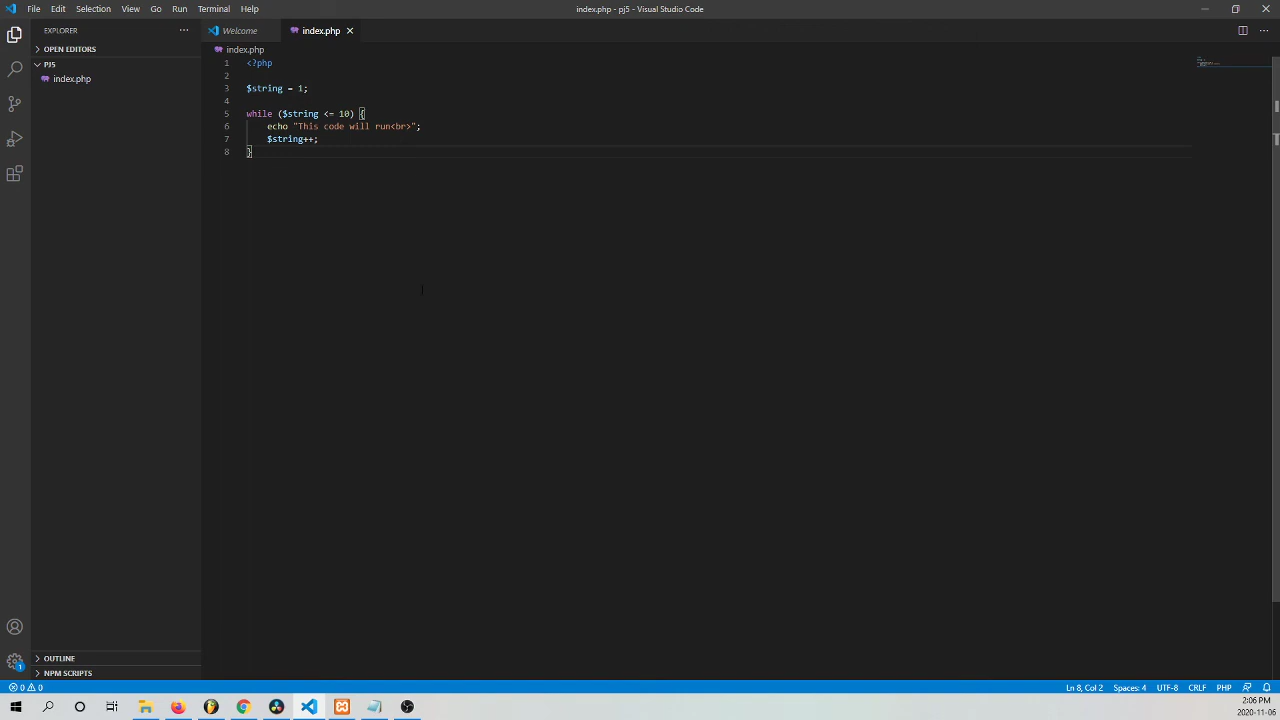 File Edit Selection View Go Run Terminal Help
index.php - pj5 - Visual Studio Code
EXPLORER
Welcome
index.php
OPEN EDITORS
index.php
PJ5
index.php
1 <?php
2
3 $string = 1;
4
5 while ($string <= 10) {
6 echo "This code will run<br>";
7 $string++;
8 }
OUTLINE
NPM SCRIPTS
1
0 0
Ln 8, Col 2 Spaces: 4 UTF-8 CRLF PHP
2:06 PM
2020-11-06